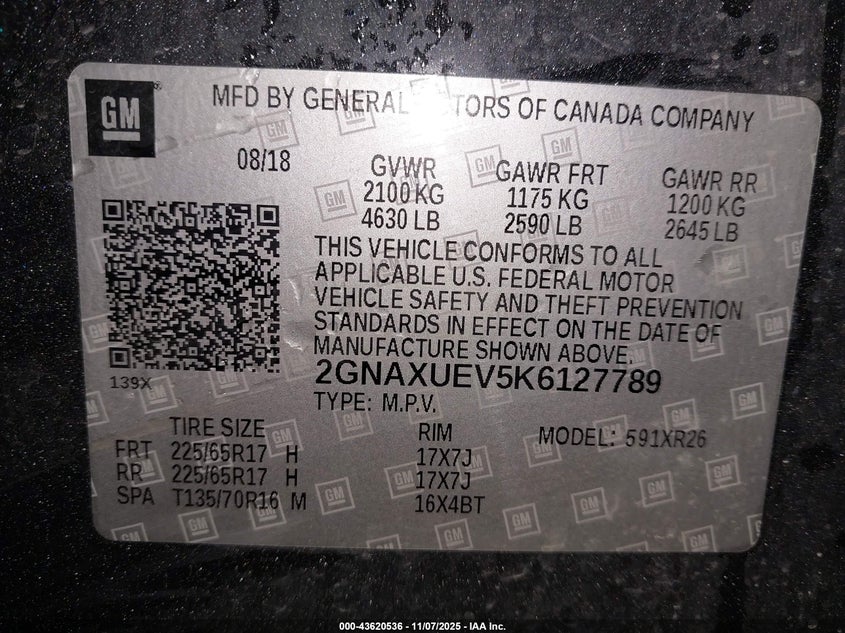 GM
MFD BY GENERAL MOTORS OF CANADA COMPANY
08/18
GVWR
2100 KG
4630 LB
GAWR FRT
1175 KG
2590 LB
GAWR RR
1200 KG
2645 LB
THIS VEHICLE CONFORMS TO ALL
APPLICABLE U.S. FEDERAL MOTOR
VEHICLE SAFETY AND THEFT PREVENTION
STANDARDS IN EFFECT ON THE DATE OF
MANUFACTURE SHOWN ABOVE.
2GNAXUEV5K6127789
TYPE: M.P.V.
139X
TIRE SIZE RIM MODEL: 591XR26
FRT 225/65R17 H 17X7J
RR 225/65R17 H 17X7J
SPA T135/70R16 M 16X4BT
000-43620536 - 11/07/2025 - IAA Inc.